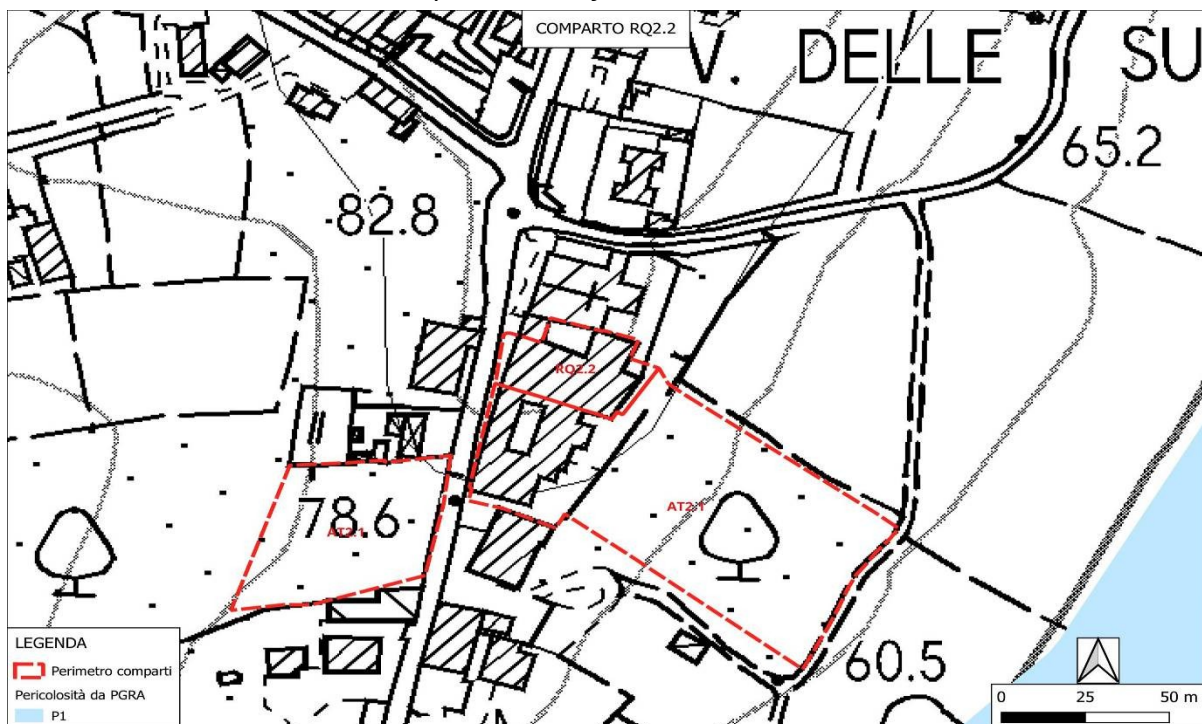 COMPARTO RQ2.2
V. DELLE SU
65.2
82.8
RQ2.2
78.6
AT2.1
AT2.1
60.5
LEGENDA
Perimetro comparti
Pericolosità da PGRA
P1
0 25 50 m